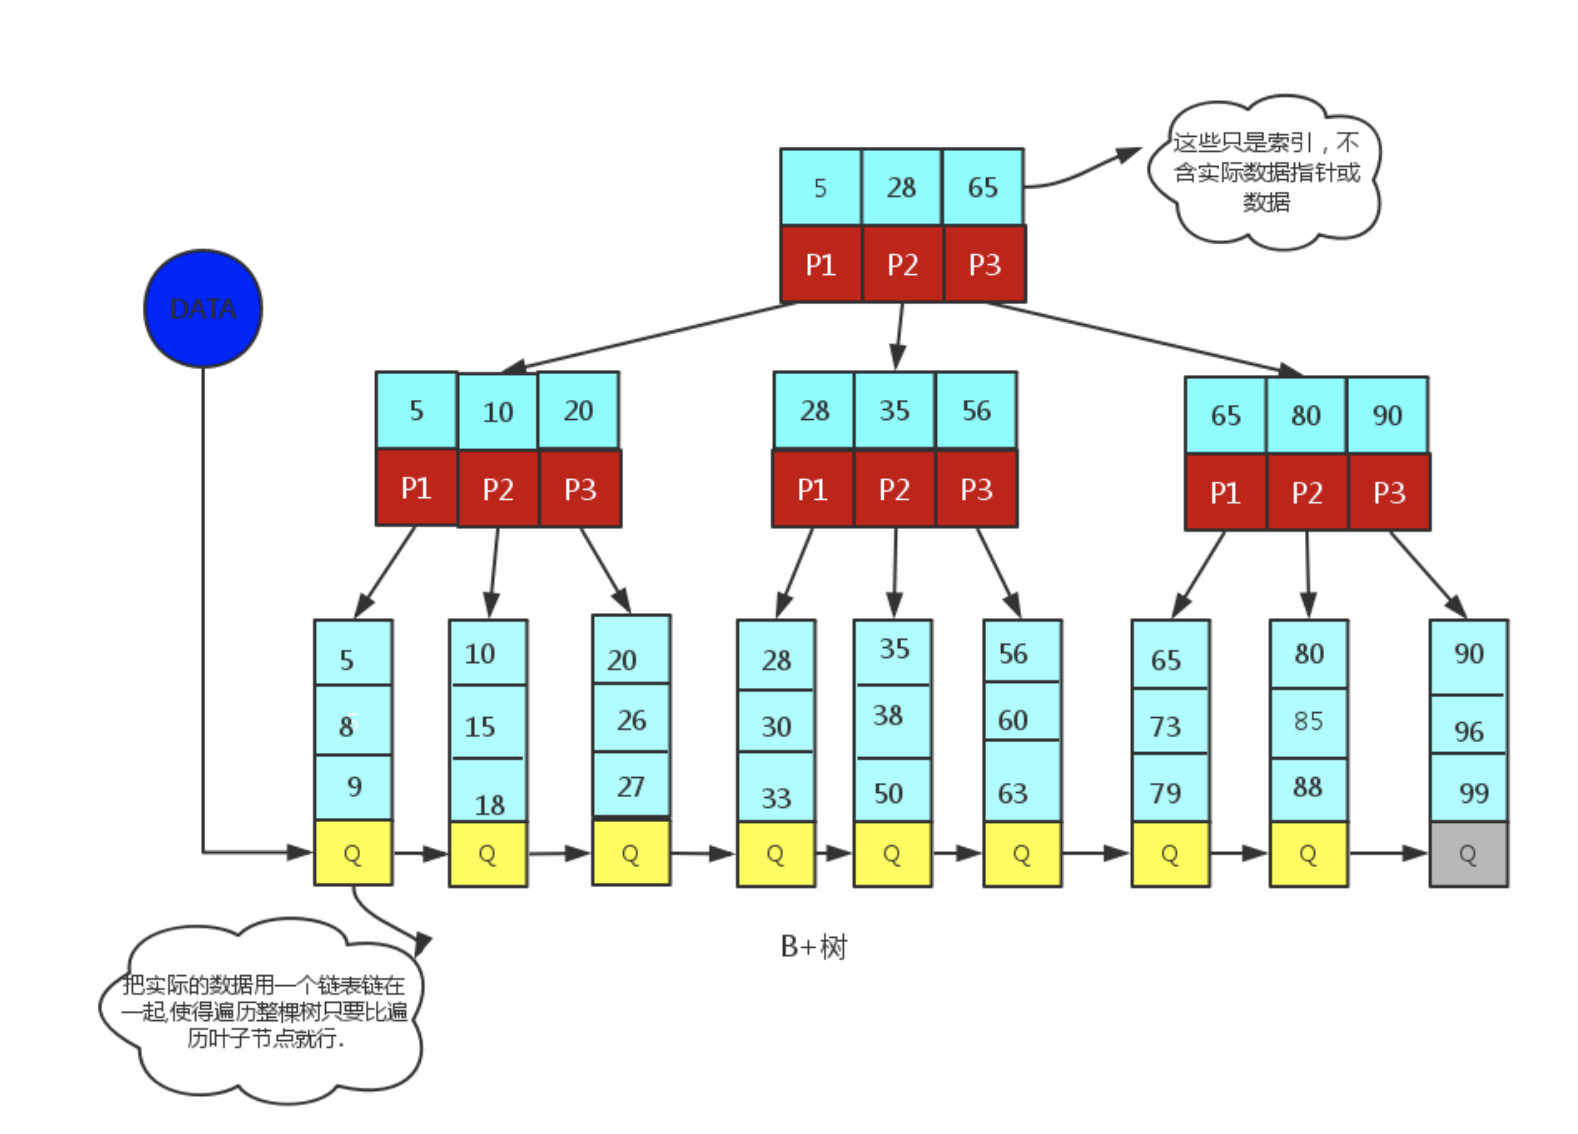 这些只是索引，不
含实际数据指针或
数据
5 28 65
P1 P2 P3
DATA
5 10 20
P1 P2 P3
28 35 56
P1 P2 P3
65 80 90
P1 P2 P3
5
8
9
Q
10
15
18
Q
20
26
27
Q
28
30
33
Q
35
38
50
Q
56
60
63
Q
65
73
79
Q
80
85
88
Q
90
96
99
Q
B+树
把实际的数据用一个链表链在
一起,使得遍历整棵树只要比遍
历叶子节点就行.